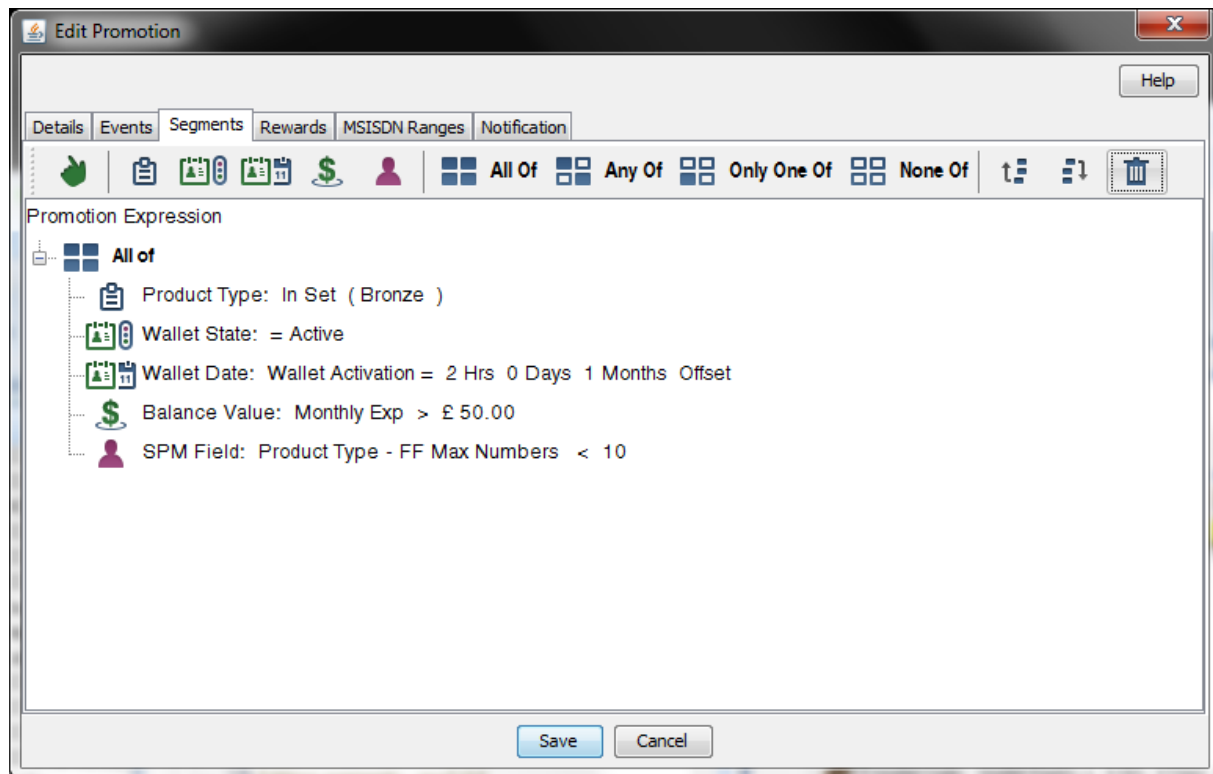 Edit Promotion
Help
Details Events Segments Rewards MSISDN Ranges Notification
11 All Of Any Of Only One Of None Of
Promotion Expression
All of
Product Type: In Set ( Bronze )
Wallet State: = Active
11 Wallet Date: Wallet Activation = 2 Hrs 0 Days 1 Months Offset
$ Balance Value: Monthly Exp > £ 50.00
SPM Field: Product Type - FF Max Numbers < 10
Save Cancel